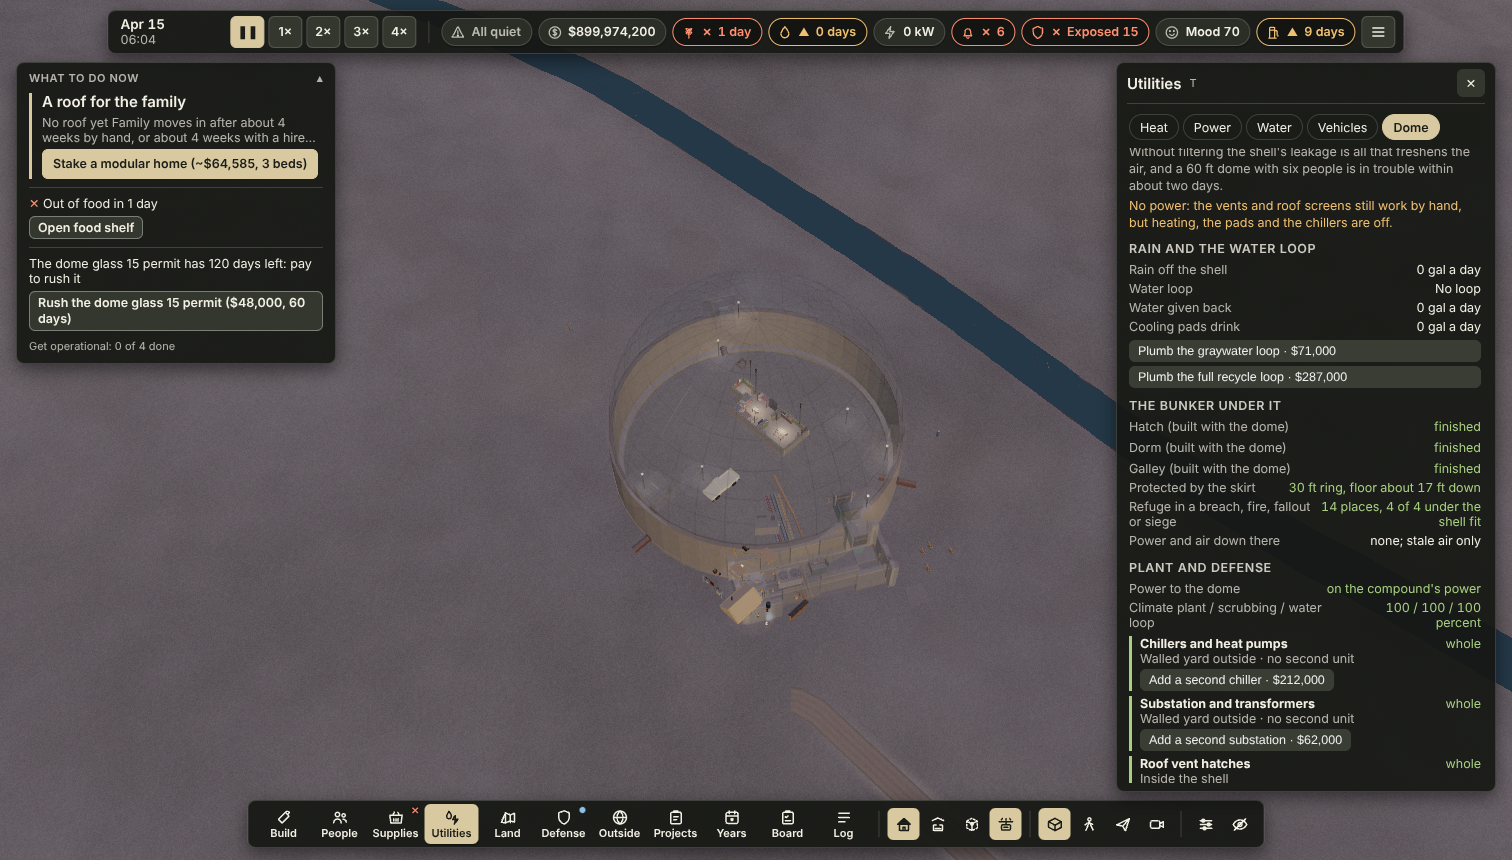 Apr 15
06:04
1×
2×
3×
4×
All quiet
$899,974,200
× 1 day
▲ 0 days
0 kW
× 6
× Exposed 15
Mood 70
▲ 9 days
WHAT TO DO NOW
A roof for the family
No roof yet Family moves in after about 4
weeks by hand, or about 4 weeks with a hire...
Stake a modular home (~$64,585, 3 beds)
× Out of food in 1 day
Open food shelf
The dome glass 15 permit has 120 days left: pay
to rush it
Rush the dome glass 15 permit ($48,000, 60
days)
Get operational: 0 of 4 done
Utilities T
×
Heat
Power
Water
Vehicles
Dome
Without filtering the shell's leakage is all that freshens the
air, and a 60 ft dome with six people is in trouble within
about two days.
No power: the vents and roof screens still work by hand,
but heating, the pads and the chillers are off.
RAIN AND THE WATER LOOP
Rain off the shell 0 gal a day
Water loop No loop
Water given back 0 gal a day
Cooling pads drink 0 gal a day
Plumb the graywater loop · $71,000
Plumb the full recycle loop · $287,000
THE BUNKER UNDER IT
Hatch (built with the dome) finished
Dorm (built with the dome) finished
Galley (built with the dome) finished
Protected by the skirt 30 ft ring, floor about 17 ft down
Refuge in a breach, fire, fallout 14 places, 4 of 4 under the
or siege shell fit
Power and air down there none; stale air only
PLANT AND DEFENSE
Power to the dome on the compound's power
Climate plant / scrubbing / water 100 / 100 / 100
loop percent
Chillers and heat pumps whole
Walled yard outside · no second unit
Add a second chiller · $212,000
Substation and transformers whole
Walled yard outside · no second unit
Add a second substation · $62,000
Roof vent hatches whole
Inside the shell
Build
People
Supplies
Utilities
Land
Defense
Outside
Projects
Years
Board
Log